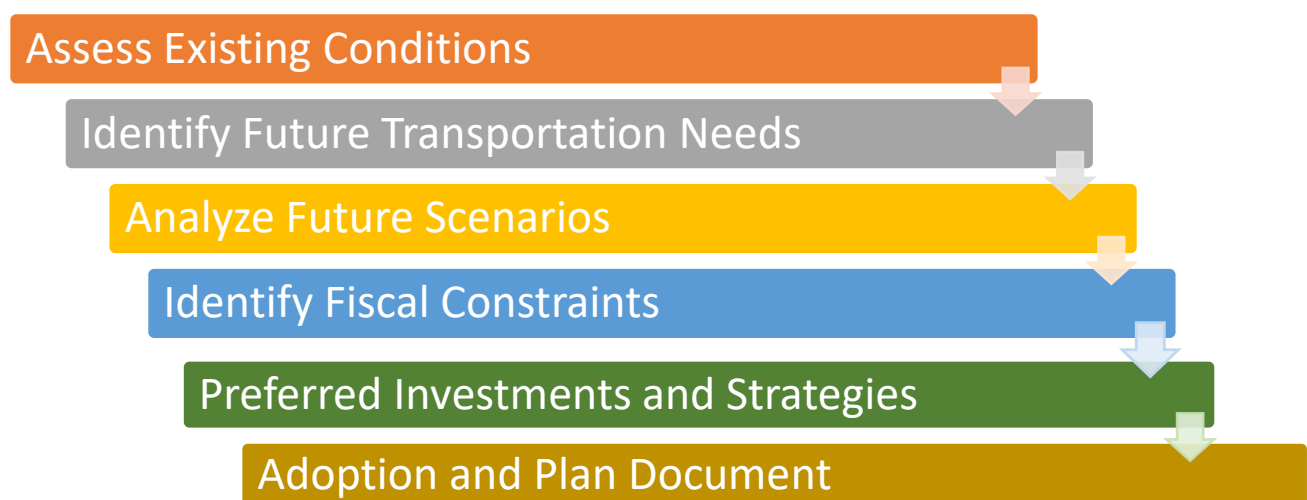 Assess Existing Conditions
Identify Future Transportation Needs
Analyze Future Scenarios
Identify Fiscal Constraints
Preferred Investments and Strategies
Adoption and Plan Document